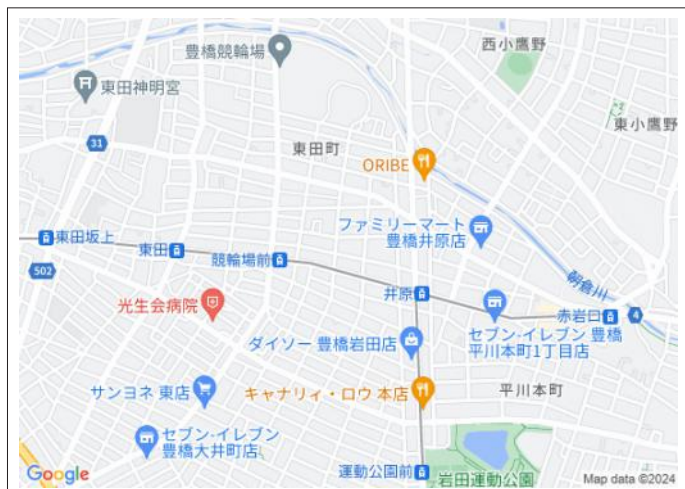 西小鷹野
豊橋競輪場
東田神明宮
東小鷹野
31
東田町
ORIBE
ファミリーマート
豊橋井原店
東田坂上
東田
競輪場前
502
朝倉川
井原
光生会病院
赤岩口
4
セブン-イレブン 豊橋
平川本町1丁目店
ダイソー 豊橋岩田店
サンヨネ 東店
キャナリィ・ロウ 本店
平川本町
セブン-イレブン
豊橋大井町店
運動公園前
岩田運動公園
Google
Map data ©2024